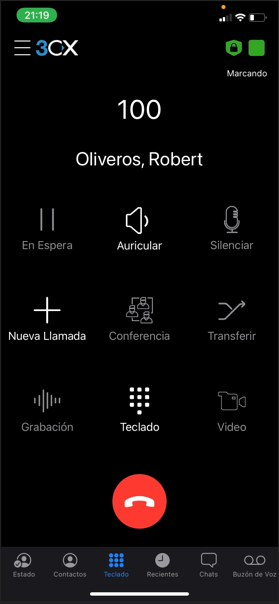 21:19
3CX
Marcando
100
Oliveros, Robert
En Espera Auricular Silenciar
Nueva Llamada Conferencia Transferir
Grabación Teclado Video
Estado Contactos Teclado Recientes Chats Buzón de Voz